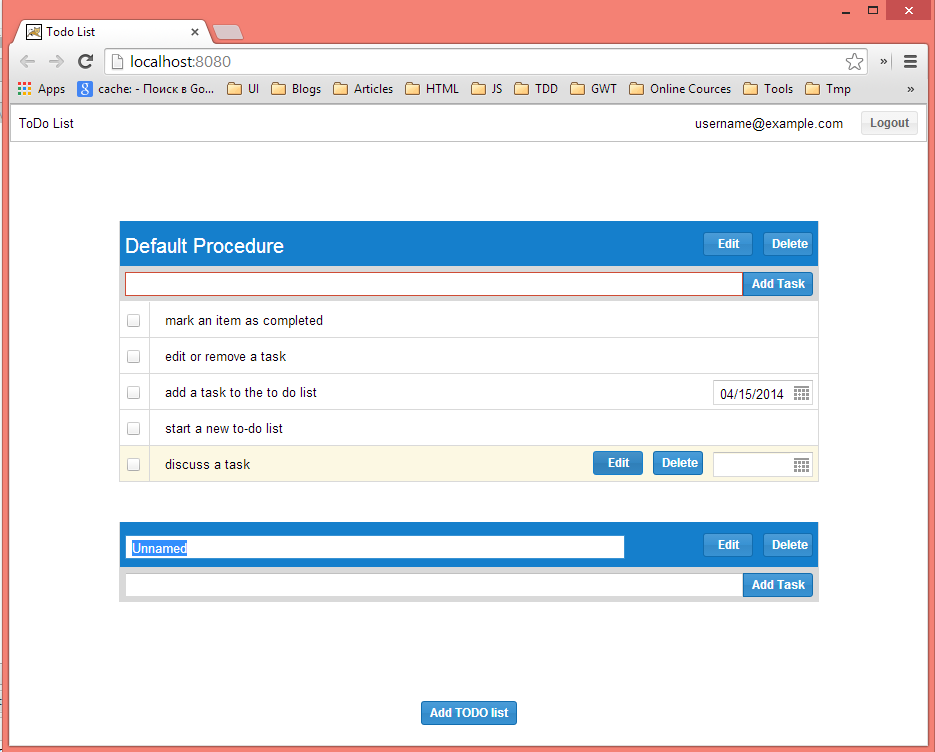 Todo List
localhost:8080
Apps cache: - Поиск в Go... UI Blogs Articles HTML JS TDD GWT Online Cources Tools Tmp »
ToDo List username@example.com Logout
Default Procedure Edit Delete
Add Task
mark an item as completed
edit or remove a task
add a task to the to do list 04/15/2014
start a new to-do list
discuss a task Edit Delete
Unnamed Edit Delete
Add Task
Add TODO list